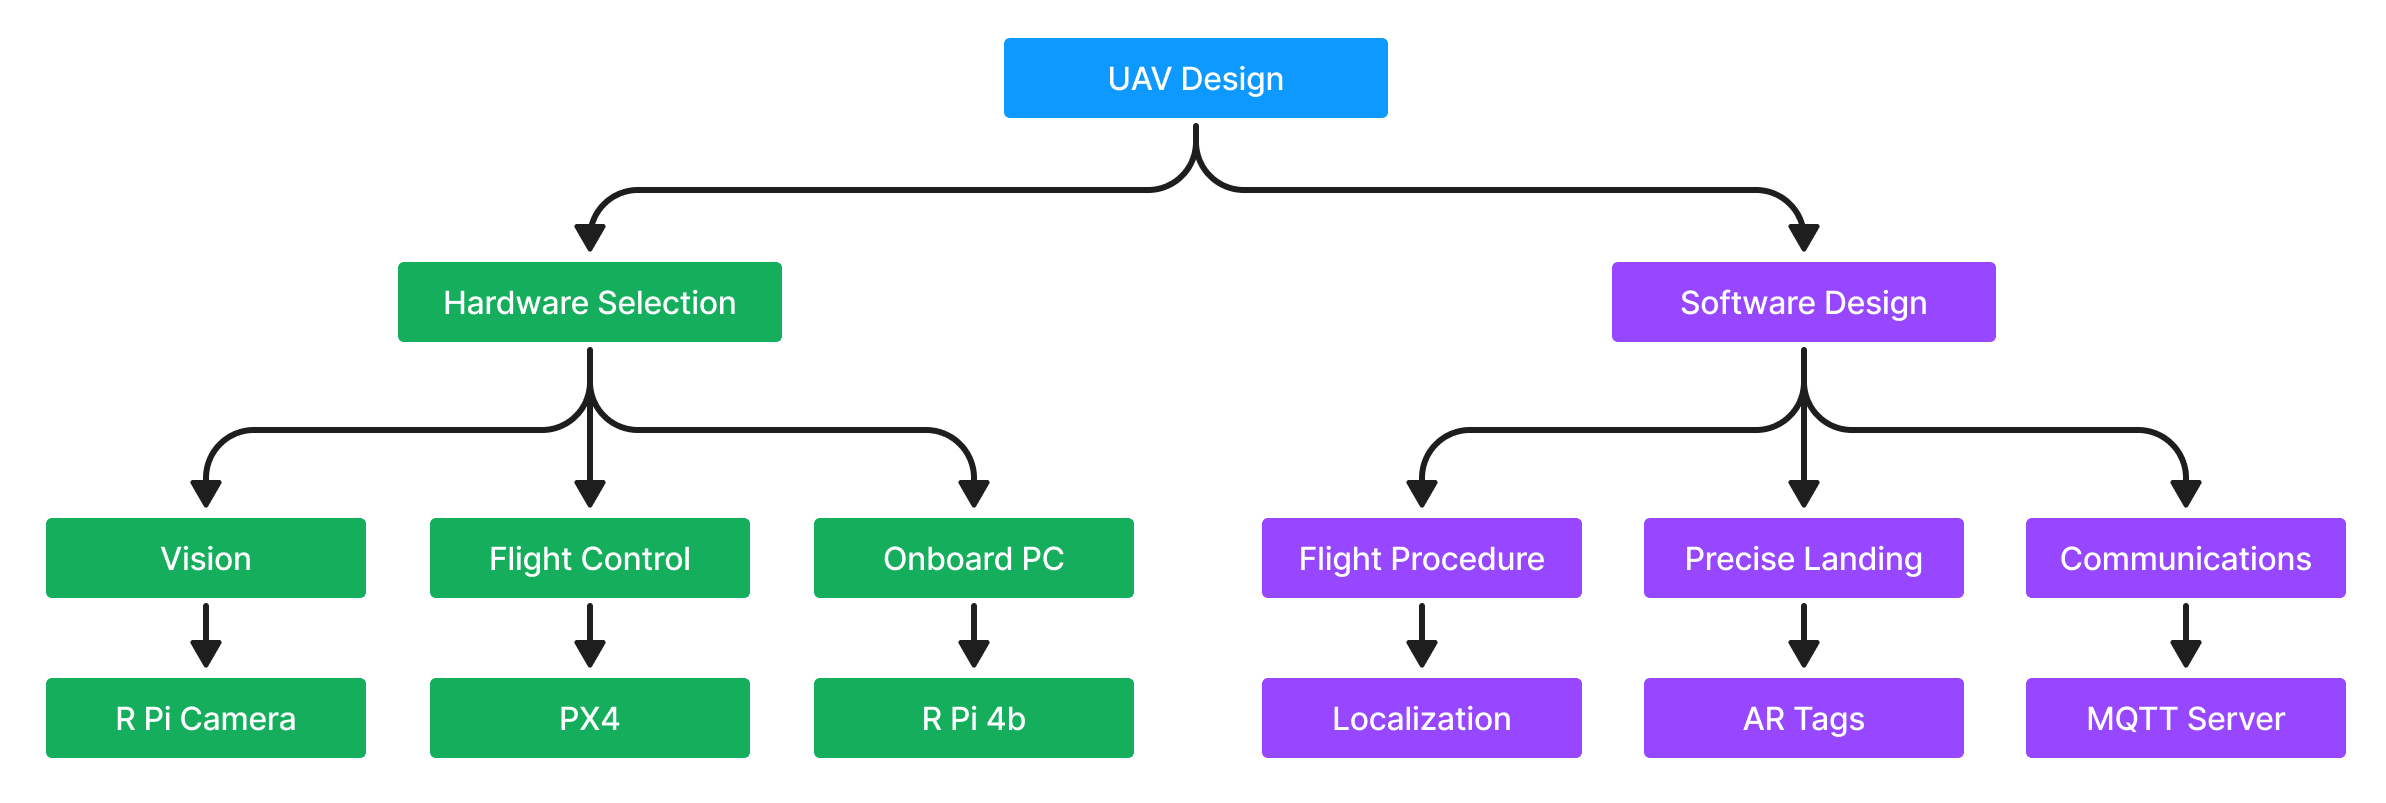 UAV Design
Hardware Selection
Software Design
Vision
Flight Control
Onboard PC
Flight Procedure
Precise Landing
Communications
R Pi Camera
PX4
R Pi 4b
Localization
AR Tags
MQTT Server